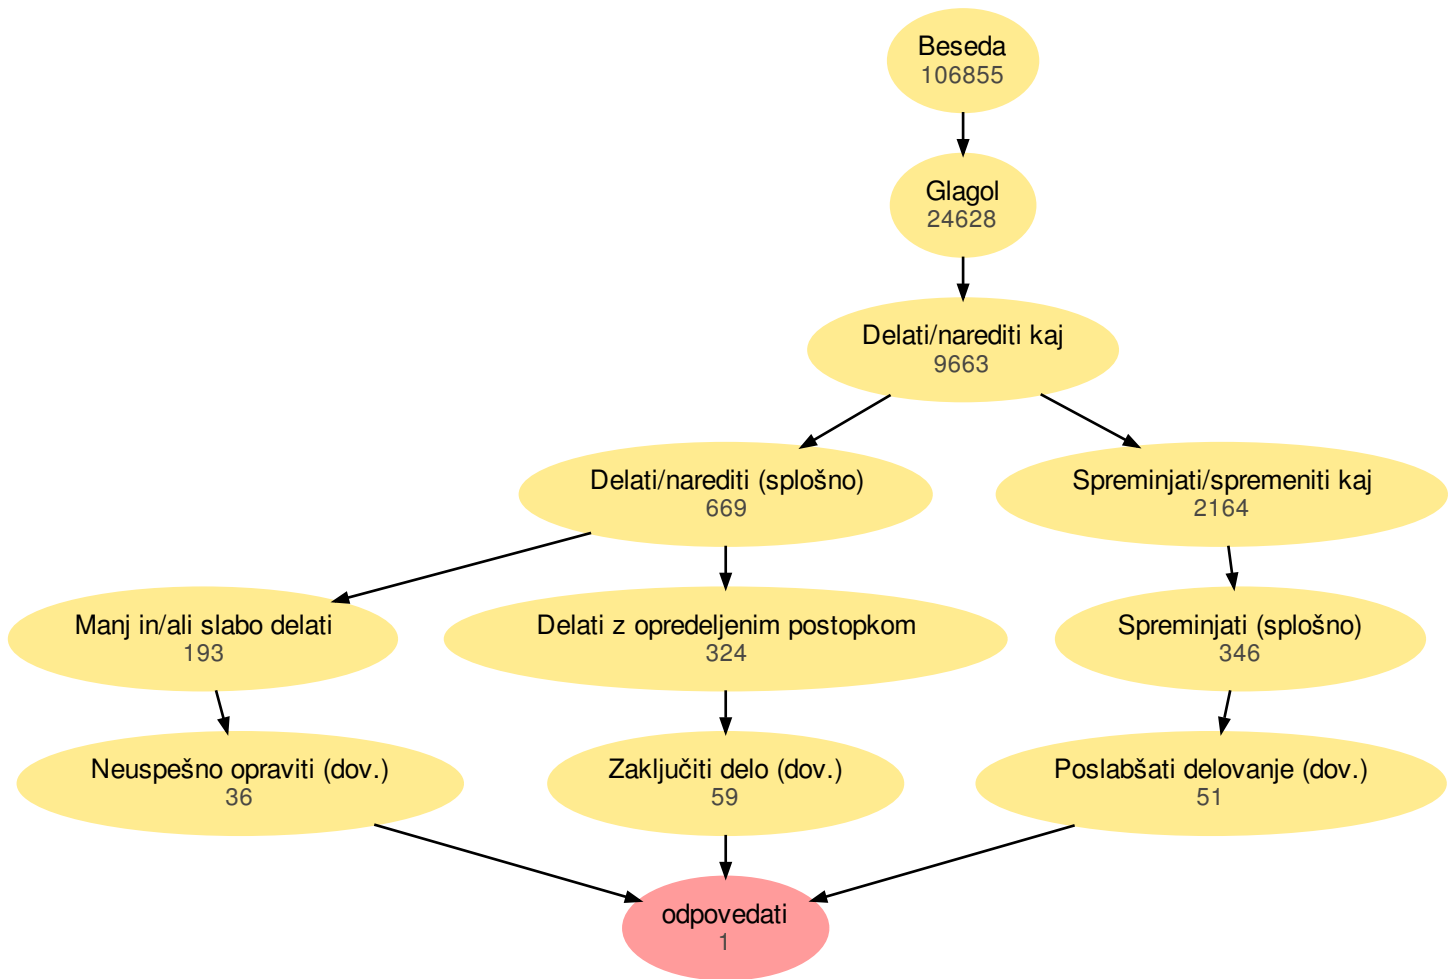 Beseda
106855
Glagol
24628
Delati/narediti kaj
9663
Delati/narediti (splošno)
669
Spreminjati/spremeniti kaj
2164
Manj in/ali slabo delati
193
Delati z opredeljenim postopkom
324
Spreminjati (splošno)
346
Neuspešno opraviti (dov.)
36
Zaključiti delo (dov.)
59
Poslabšati delovanje (dov.)
51
odpovedati
1